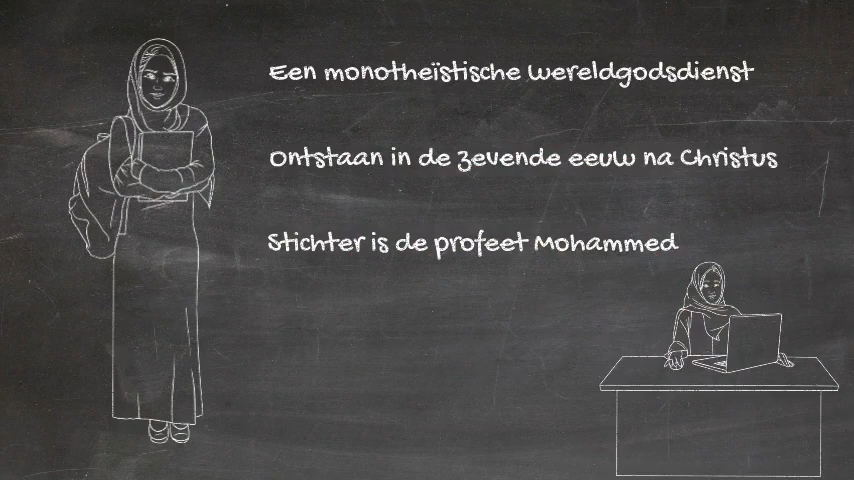 Een monotheïstische wereldgodsdienst
Ontstaan in de zevende eeuw na Christus
Stichter is de profeet Mohammed